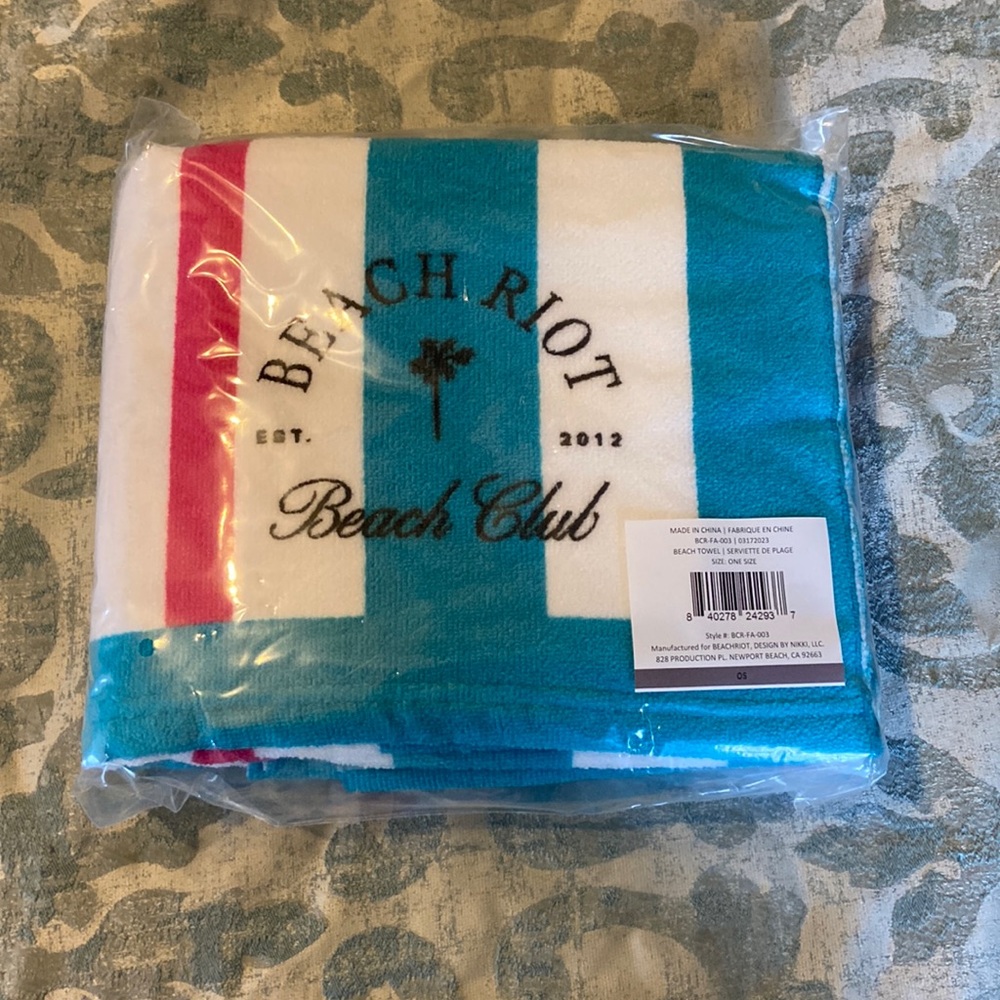 BEACH RIOT
EST. 2012
Beach Club
MADE IN CHINA | FABRIQUE EN CHINE
BCR-FA-003 | 03172023
BEACH TOWEL | SERVIETTE DE PLAGE
SIZE: ONE SIZE
8 40278 24293 7
Style #: BCR-FA-003
Manufactured for BEACHRIOT, DESIGN BY NIKKI, LLC.
828 PRODUCTION PL. NEWPORT BEACH, CA 92663
OS